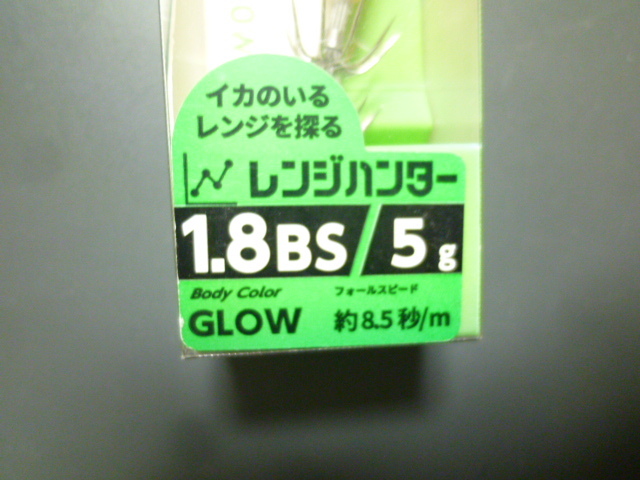 イカのいる
レンジを探る
レンジハンター
1.8BS/5g
Body Color
フォールスピード
GLOW
約8.5秒/m